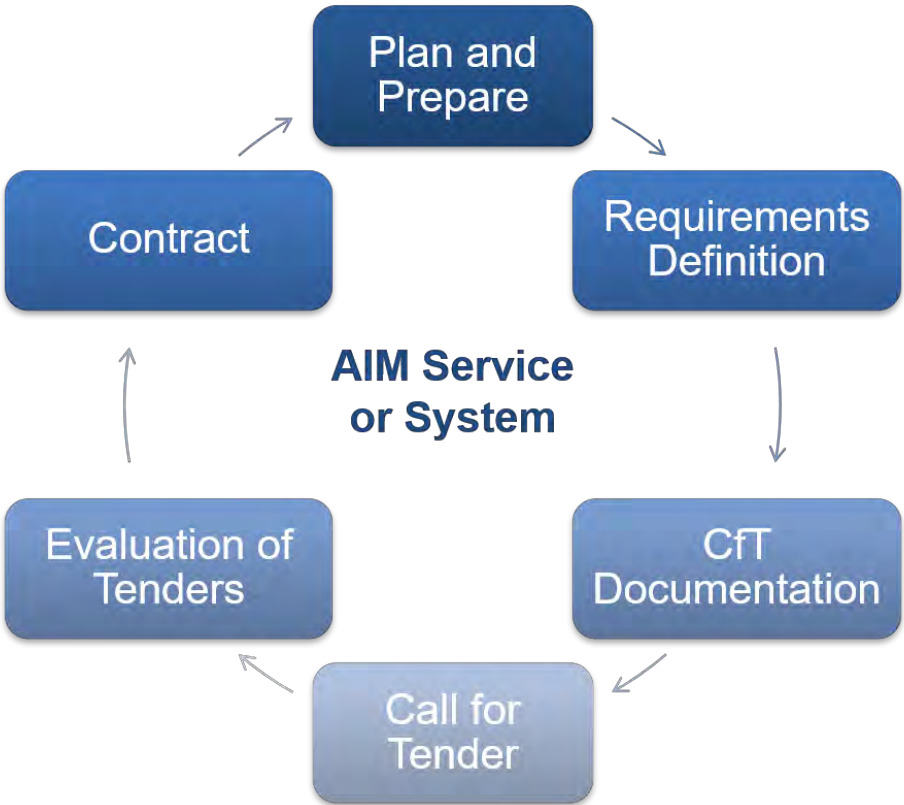 Plan and
Prepare
Requirements
Definition
CfT
Documentation
Call for
Tender
Evaluation of
Tenders
Contract
AIM Service
or System